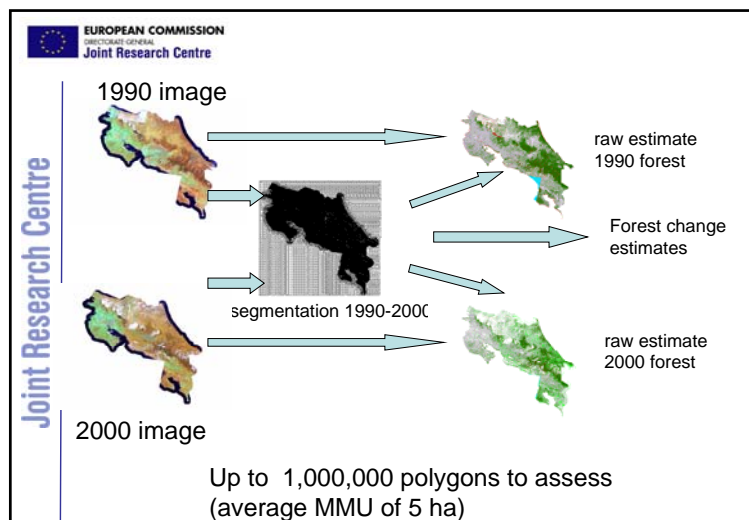 EUROPEAN COMMISSION
DIRECTORATE-GENERAL
Joint Research Centre
1990 image
raw estimate
1990 forest
Joint Research Centre
Forest change
estimates
segmentation 1990-2000
raw estimate
2000 forest
2000 image
Up to 1,000,000 polygons to assess
(average MMU of 5 ha)